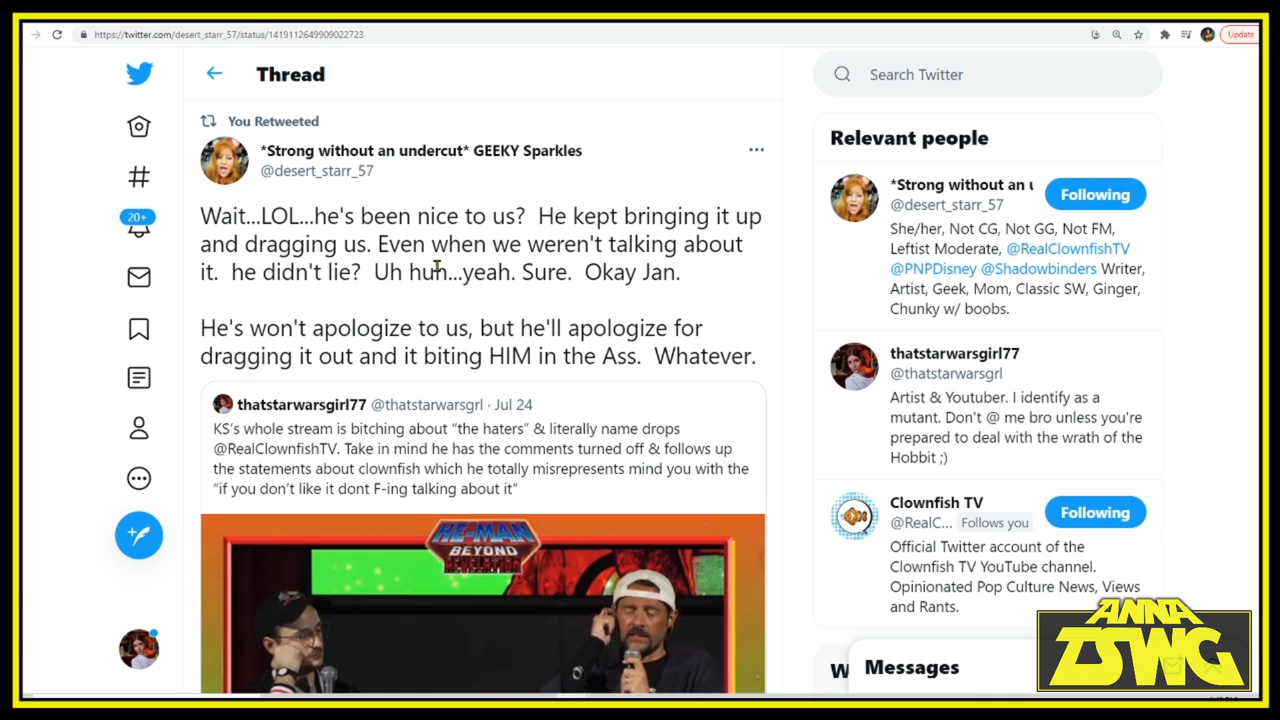 https://twitter.com/desert_starr_57/status/1419112649909022723
Update
Thread
Search Twitter
You Retweeted
*Strong without an undercut* GEEKY Sparkles
@desert_starr_57
Wait...LOL...he's been nice to us?  He kept bringing it up
and dragging us. Even when we weren't talking about
it.  he didn't lie?  Uh huh...yeah. Sure.  Okay Jan.
He's won't apologize to us, but he'll apologize for
dragging it out and it biting HIM in the Ass.  Whatever.
thatstarwarsgirl77 @thatstarwarsgrl · Jul 24
KS's whole stream is bitching about “the haters” & literally name drops
@RealClownfishTV. Take in mind he has the comments turned off & follows up
the statements about clownfish which he totally misrepresents mind you with the
“if you don't like it dont F-ing talking about it”
HE-MAN
BEYOND
REVELATION
20+
Relevant people
*Strong without an u
Following
@desert_starr_57
She/her, Not CG, Not GG, Not FM,
Leftist Moderate, @RealClownfishTV
@PNPDisney @Shadowbinders Writer,
Artist, Geek, Mom, Classic SW, Ginger,
Chunky w/ boobs.
thatstarwarsgirl77
@thatstarwarsgrl
Artist & Youtuber. I identify as a
mutant. Don't @ me bro unless you're
prepared to deal with the wrath of the
Hobbit ;)
Clownfish TV
Following
@RealC... Follows you
Official Twitter account of the
Clownfish TV YouTube channel.
Opinionated Pop Culture News, Views
and Rants.
Messages
ANNA
TSWG